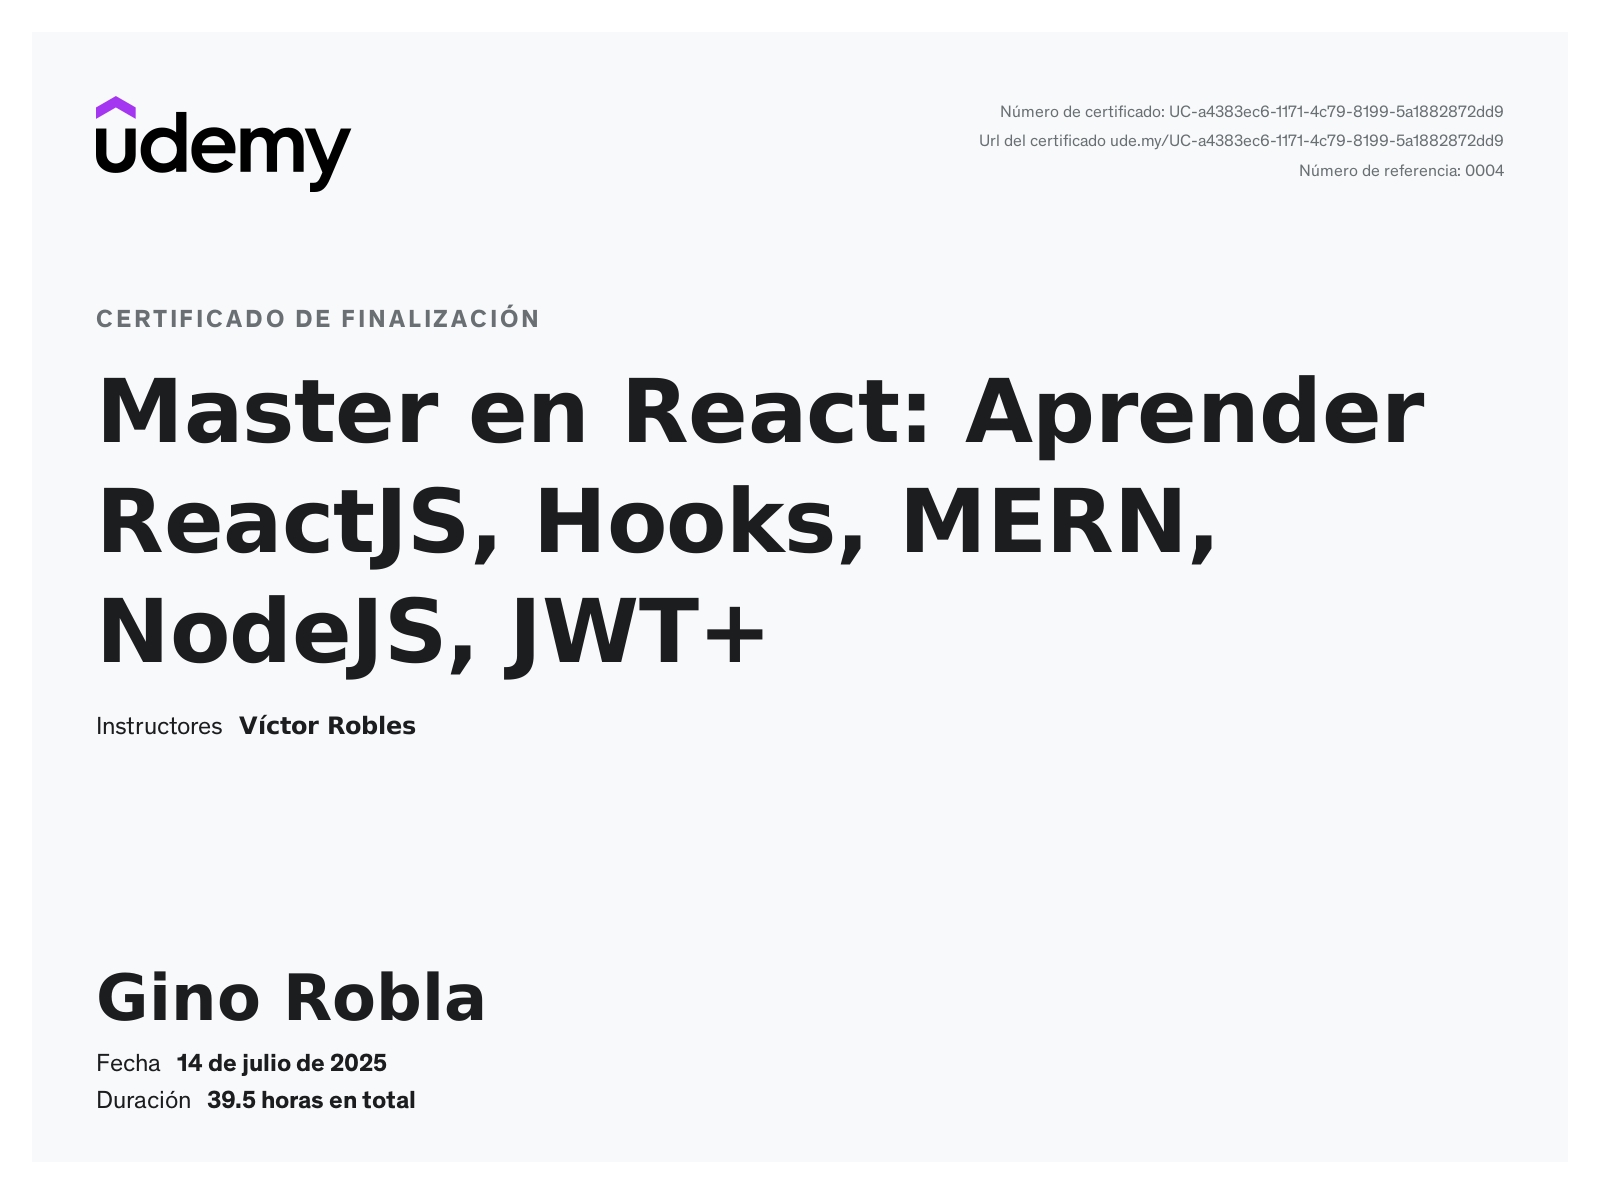 udemy
Número de certificado: UC-a4383ec6-1171-4c79-8199-5a1882872dd9
Url del certificado ude.my/UC-a4383ec6-1171-4c79-8199-5a1882872dd9
Número de referencia: 0004
CERTIFICADO DE FINALIZACIÓN
Master en React: Aprender
ReactJS, Hooks, MERN,
NodeJS, JWT+
Instructores Víctor Robles
Gino Robla
Fecha 14 de julio de 2025
Duración 39.5 horas en total